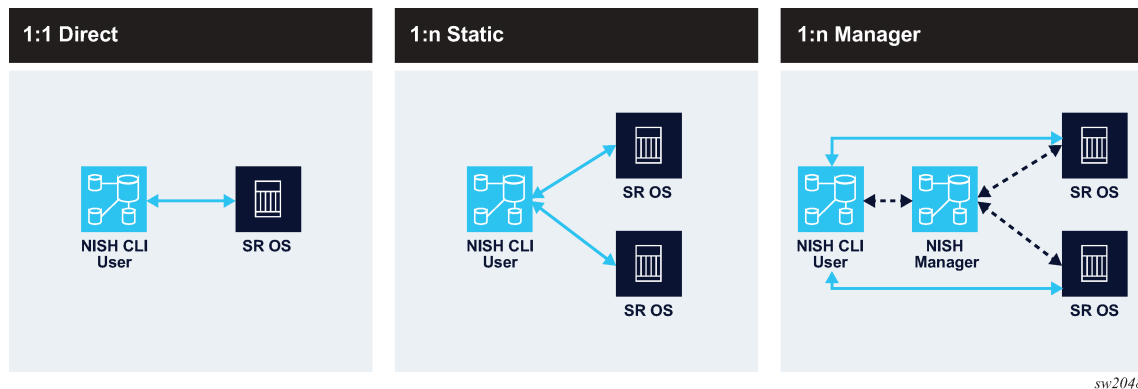 1:1 Direct
1:n Static
1:n Manager
NISH CLI
User
SR OS
NISH CLI
User
SR OS
SR OS
NISH CLI
User
NISH
Manager
SR OS
SR OS